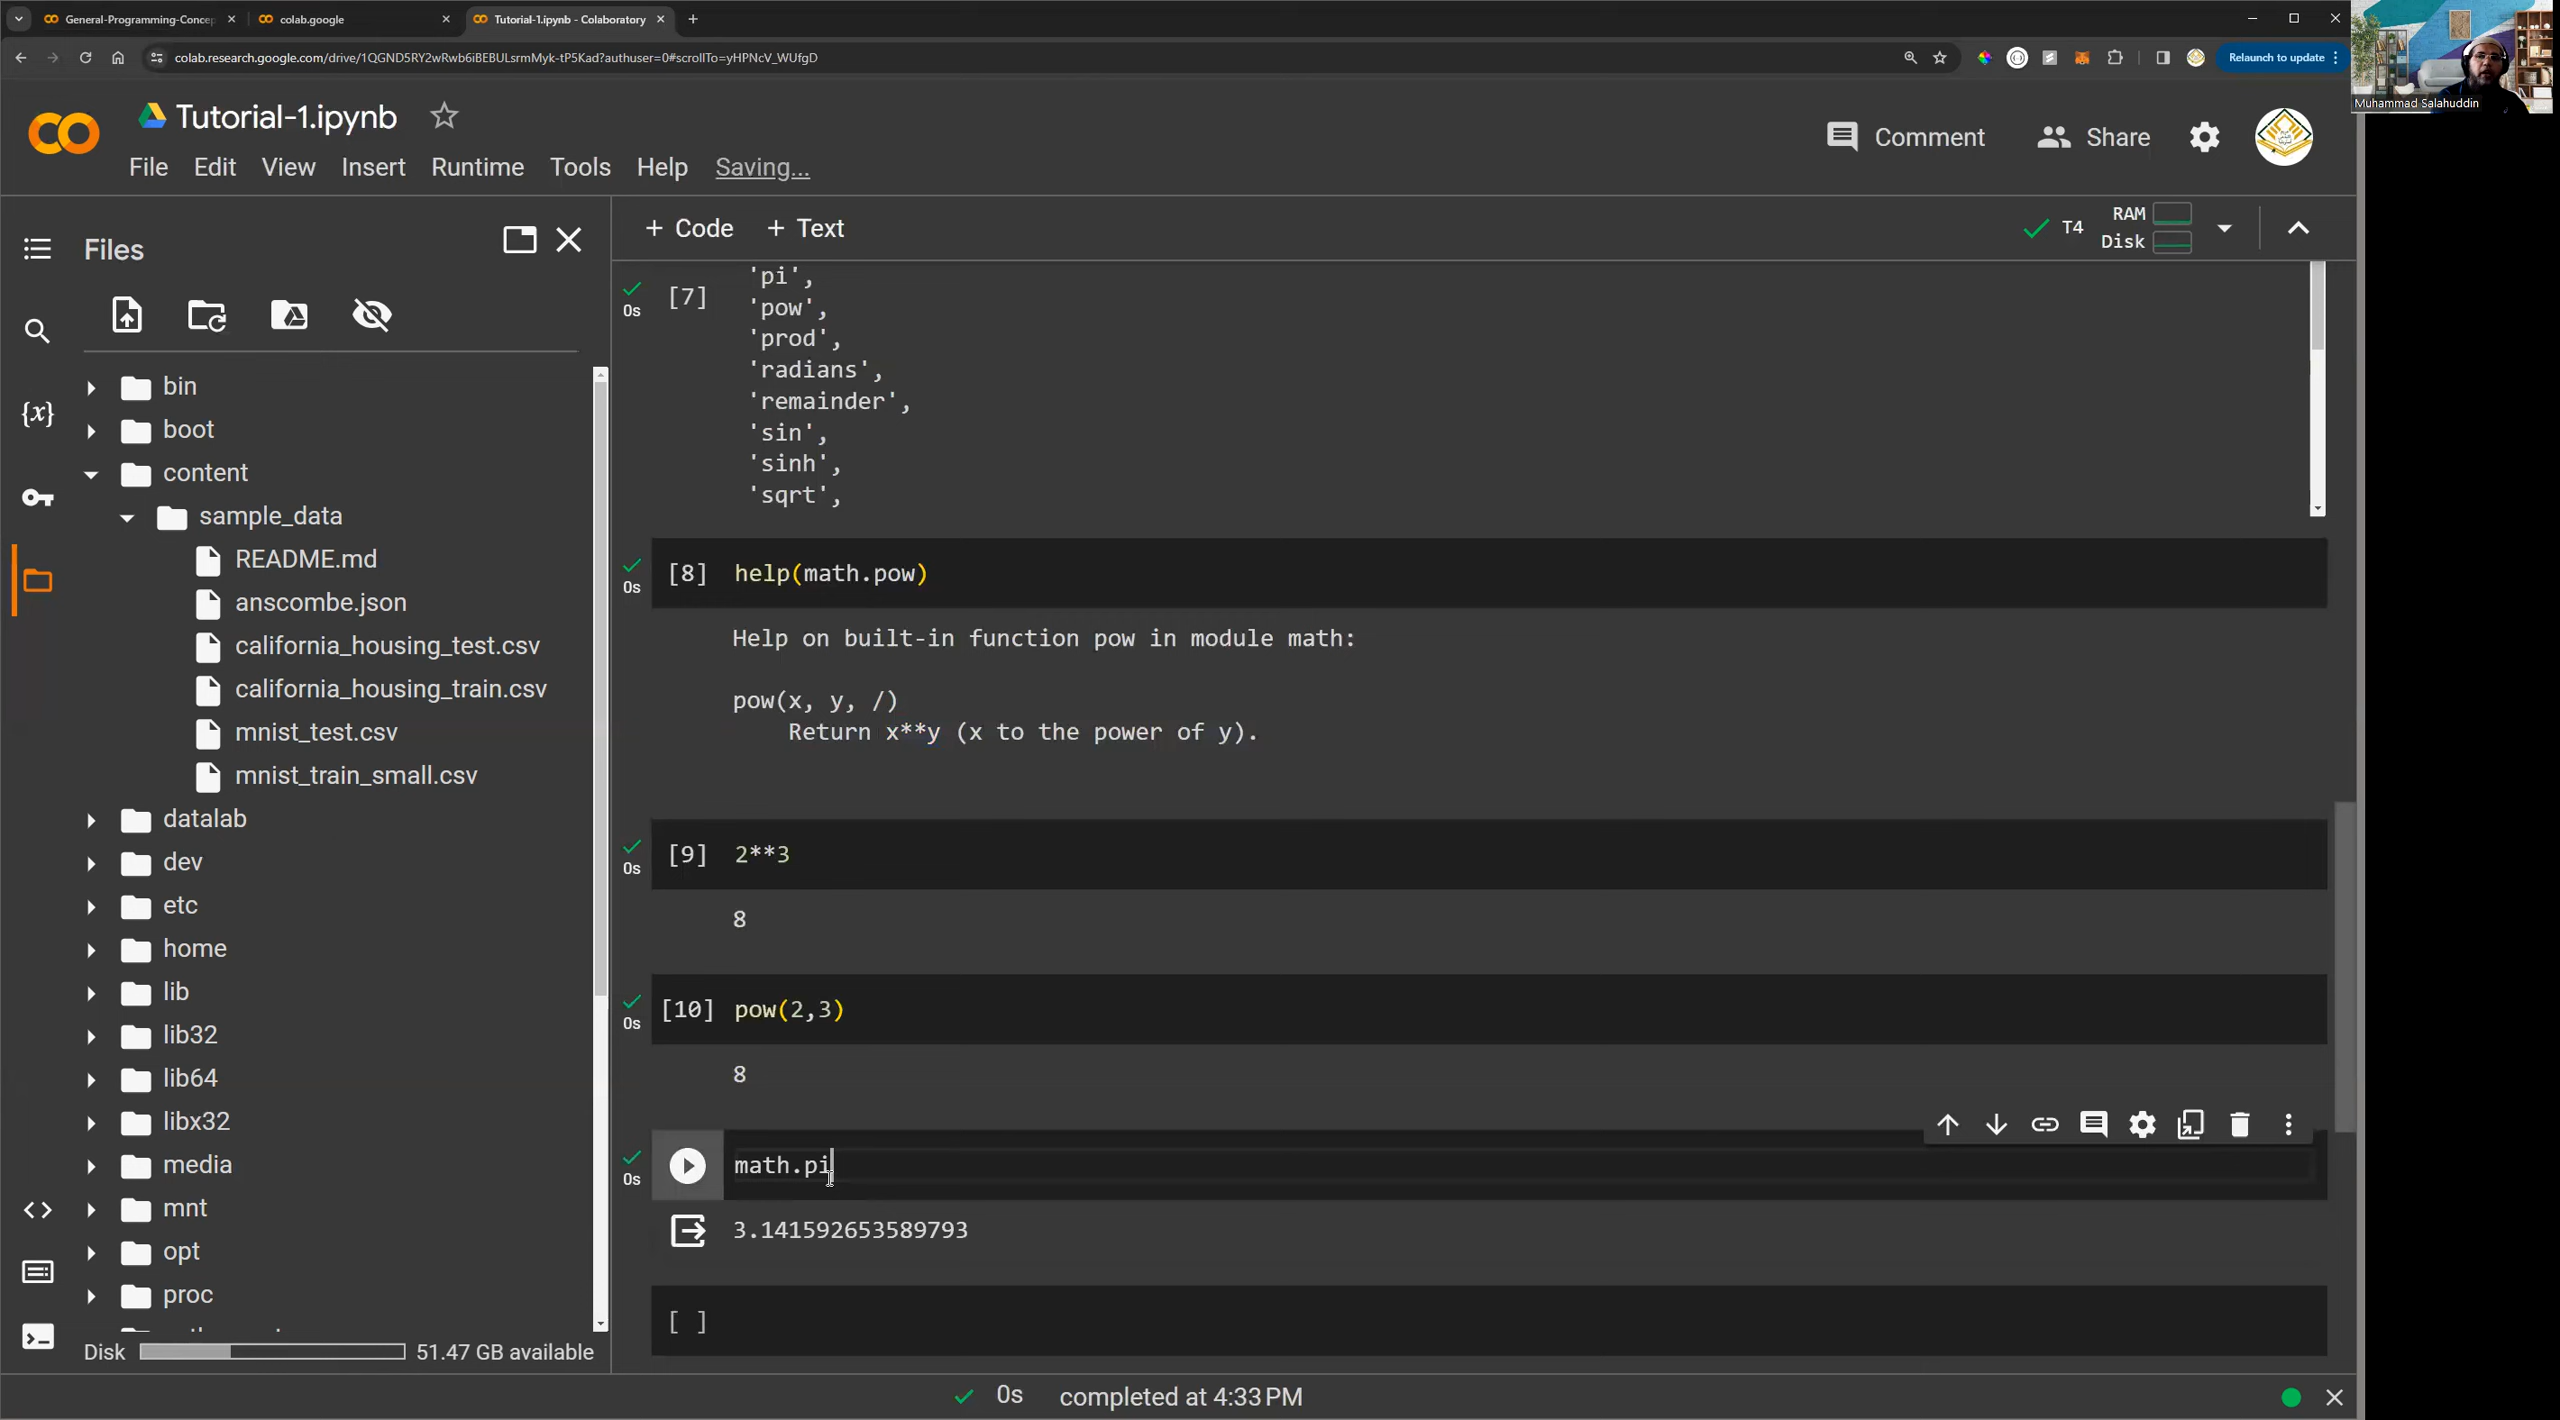 General-Programming-Concep
colab.google
Tutorial-1.ipynb - Colaboratory
colab.research.google.com/drive/1QGND5RY2wRwb6iBEBULsrmMyk-tP5Kad?authuser=0#scrollTo=yHPNcV_WUfgD
Relaunch to update
Muhammad Salahuddin
Tutorial-1.ipynb
Comment
Share
File Edit View Insert Runtime Tools Help Saving...
Files
+ Code + Text
T4
RAM
Disk
bin
boot
content
sample_data
README.md
anscombe.json
california_housing_test.csv
california_housing_train.csv
mnist_test.csv
mnist_train_small.csv
datalab
dev
etc
home
lib
lib32
lib64
libx32
media
mnt
opt
proc
Disk 51.47 GB available
0s [7]
'pi',
'pow',
'prod',
'radians',
'remainder',
'sin',
'sinh',
'sqrt',
0s [8] help(math.pow)
Help on built-in function pow in module math:
pow(x, y, /)
Return x**y (x to the power of y).
0s [9] 2**3
8
0s [10] pow(2,3)
8
0s math.pi
3.141592653589793
[ ]
0s completed at 4:33 PM